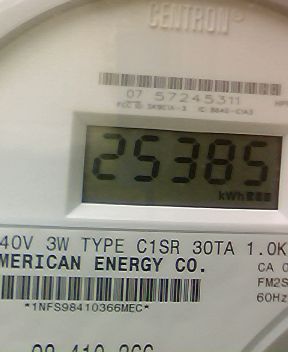 CENTRON®
07 57245311
25385
kWh
40V 3W TYPE C1SR 30TA 1.0K
MERICAN ENERGY CO.
CA 0
FM2S
*1NFS98410366MEC*
60Hz